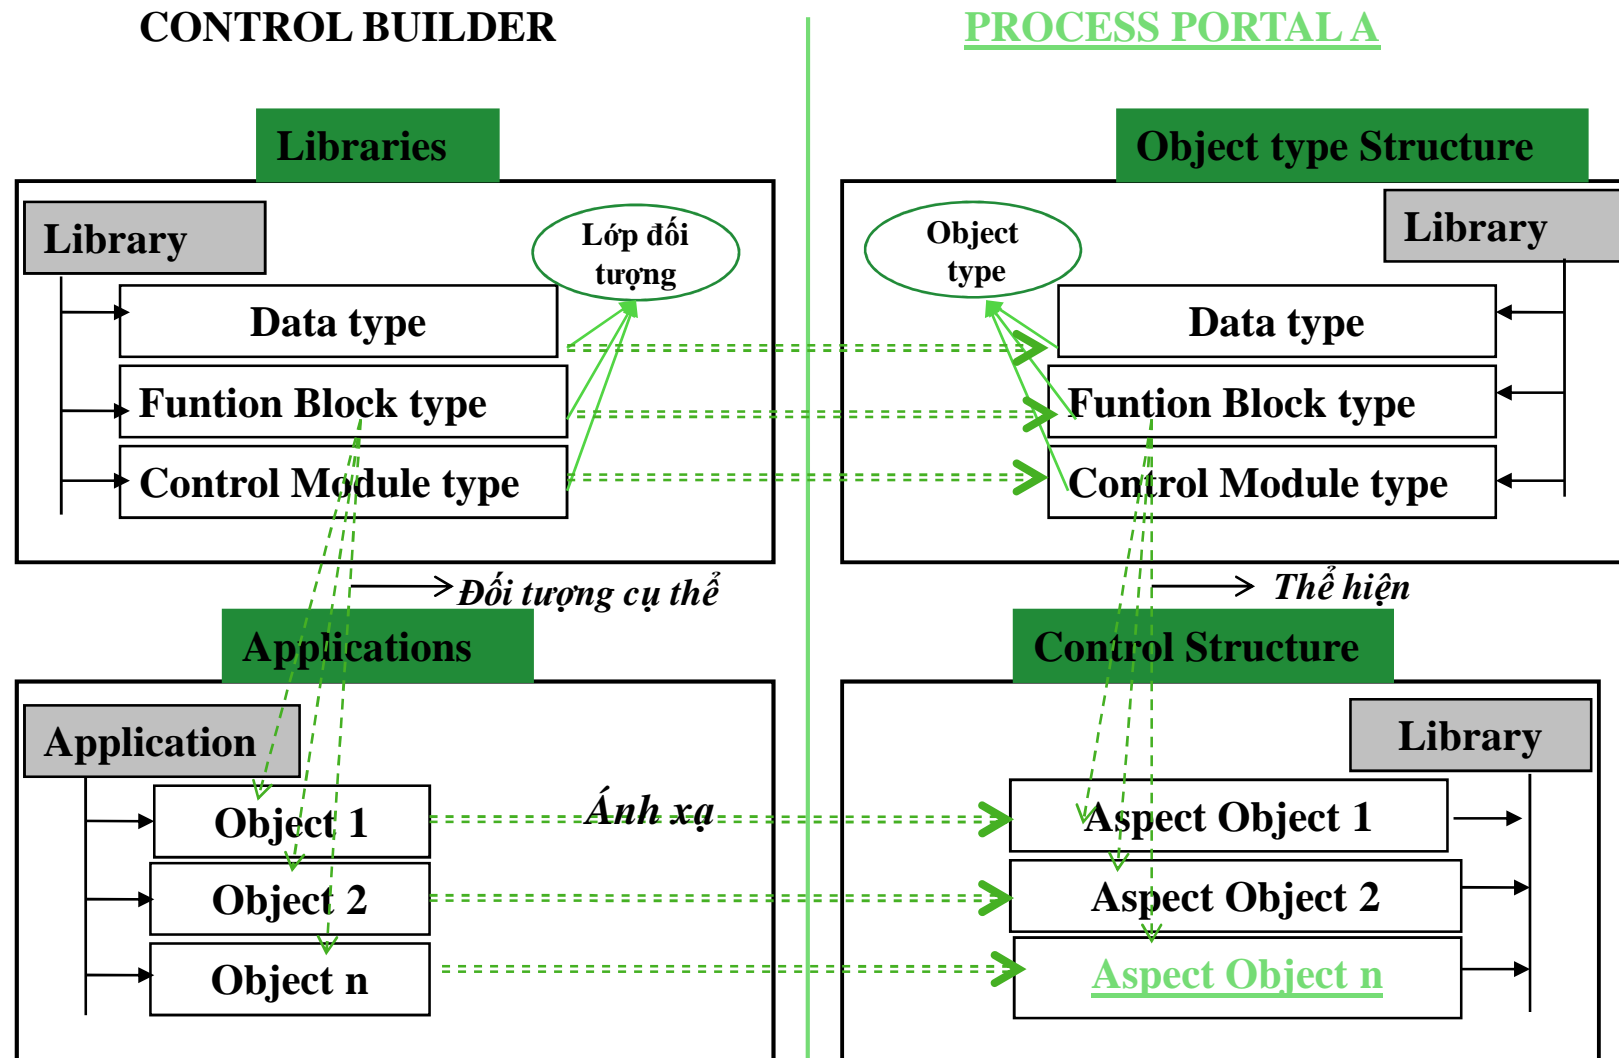 CONTROL BUILDER
PROCESS PORTAL A
Libraries
Object type Structure
Library
Lớp đối
tượng
Object
type
Library
Data type
Data type
Funtion Block type
Funtion Block type
Control Module type
Control Module type
Đối tượng cụ thể
Thể hiện
Applications
Control Structure
Application
Library
Object 1
Ánh xạ
Aspect Object 1
Object 2
Aspect Object 2
Object n
Aspect Object n